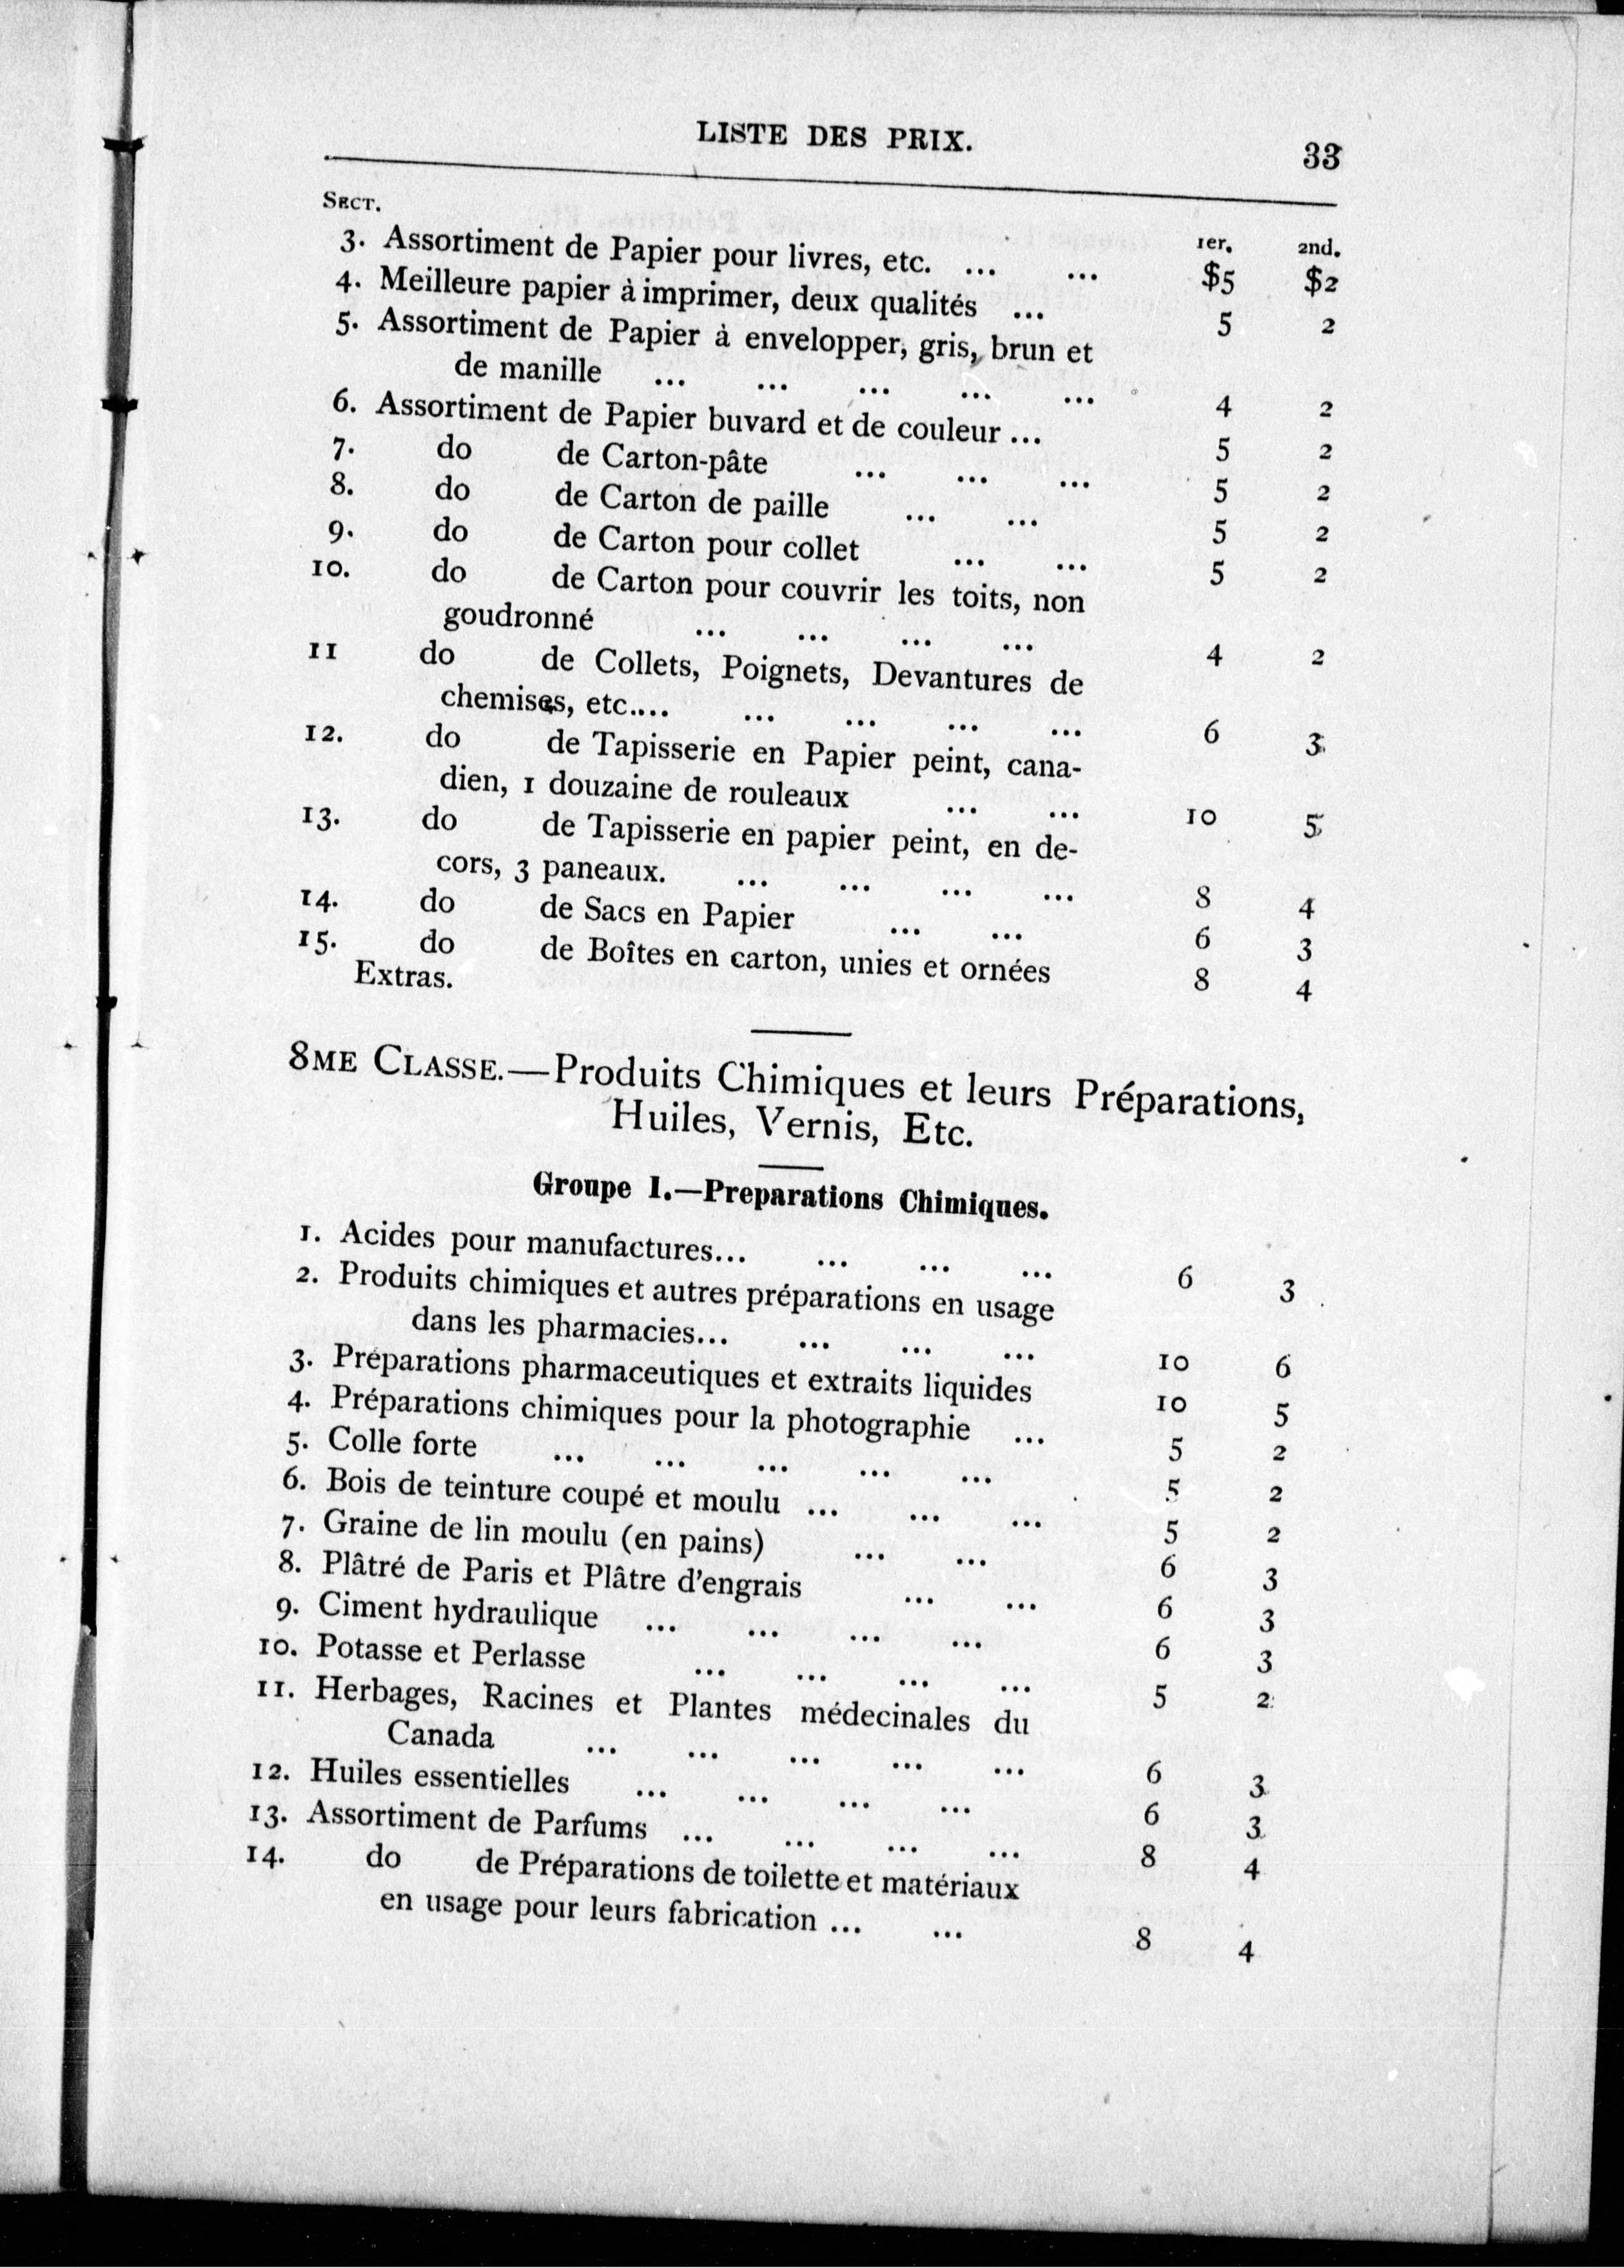 LISTE DES PRIX. 33
SECT. 1er. 2nd.
3. Assortiment de Papier pour livres, etc. ... ... $5 $2
4. Meilleure papier à imprimer, deux qualités ... 5 2
5. Assortiment de Papier à envelopper, gris, brun et
de manille ... ... ... ... ... 4 2
6. Assortiment de Papier buvard et de couleur ... 5 2
7. do de Carton-pâte ... ... ... 5 2
8. do de Carton de paille ... ... 5 2
9. do de Carton pour collet ... ... 5 2
10. do de Carton pour couvrir les toits, non
goudronné ... ... ... ... 4 2
11 do de Collets, Poignets, Devantures de
chemises, etc.... ... ... ... ... 6 3
12. do de Tapisserie en Papier peint, cana-
dien, 1 douzaine de rouleaux ... ... 10 5
13. do de Tapisserie en papier peint, en de-
cors, 3 paneaux. ... ... ... ... 8 4
14. do de Sacs en Papier ... ... 6 3
15. do de Boîtes en carton, unies et ornées 8 4
Extras.
8ME CLASSE.—Produits Chimiques et leurs Préparations,
Huiles, Vernis, Etc.
Groupe I.—Preparations Chimiques.
1. Acides pour manufactures... ... ... ... 6 3
2. Produits chimiques et autres préparations en usage
dans les pharmacies... ... ... ... 10 6
3. Préparations pharmaceutiques et extraits liquides 10 5
4. Préparations chimiques pour la photographie ... 5 2
5. Colle forte ... ... ... ... ... 5 2
6. Bois de teinture coupé et moulu ... ... ... 5 2
7. Graine de lin moulu (en pains) ... ... 6 3
8. Plâtré de Paris et Plâtre d'engrais ... ... 6 3
9. Ciment hydraulique ... ... ... ... 6 3
10. Potasse et Perlasse ... ... ... ... 5 2
11. Herbages, Racines et Plantes médecinales du
Canada ... ... ... ... ... 6 3
12. Huiles essentielles ... ... ... ... 6 3
13. Assortiment de Parfums ... ... ... ... 8 4
14. do de Préparations de toilette et matériaux
en usage pour leurs fabrication ... ... 8 4